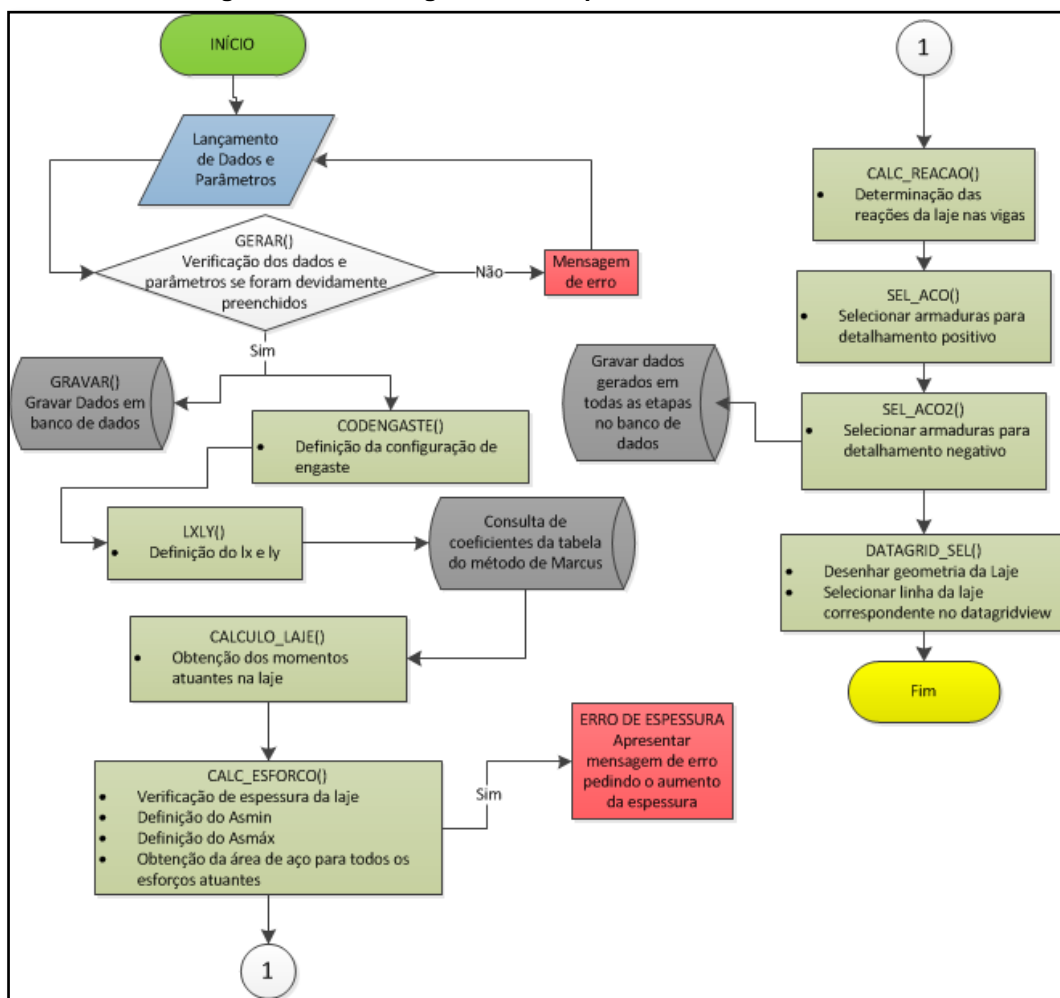 INÍCIO
Lançamento
de Dados e
Parâmetros
GERAR()
Verificação dos dados e
parâmetros se foram devidamente
preenchidos
Não
Mensagem
de erro
Sim
GRAVAR()
Gravar Dados em
banco de dados
CODENGASTE()
• Definição da configuração de
engaste
LXLY()
• Definição do lx e ly
Consulta de
coeficientes da tabela
do método de Marcus
CALCULO_LAJE()
• Obtenção dos momentos
atuantes na laje
CALC_ESFORCO()
• Verificação de espessura da laje
• Definição do Asmin
• Definição do Asmáx
• Obtenção da área de aço para todos os
esforços atuantes
Sim
ERRO DE ESPESSURA
Apresentar
mensagem de erro
pedindo o aumento
da espessura
1
1
CALC_REACAO()
• Determinação das
reações da laje nas vigas
SEL_ACO()
• Selecionar armaduras para
detalhamento positivo
SEL_ACO2()
• Selecionar armaduras para
detalhamento negativo
Gravar dados
gerados em
todas as etapas
no banco de
dados
DATAGRID_SEL()
• Desenhar geometria da Laje
• Selecionar linha da laje
correspondente no datagridview
Fim